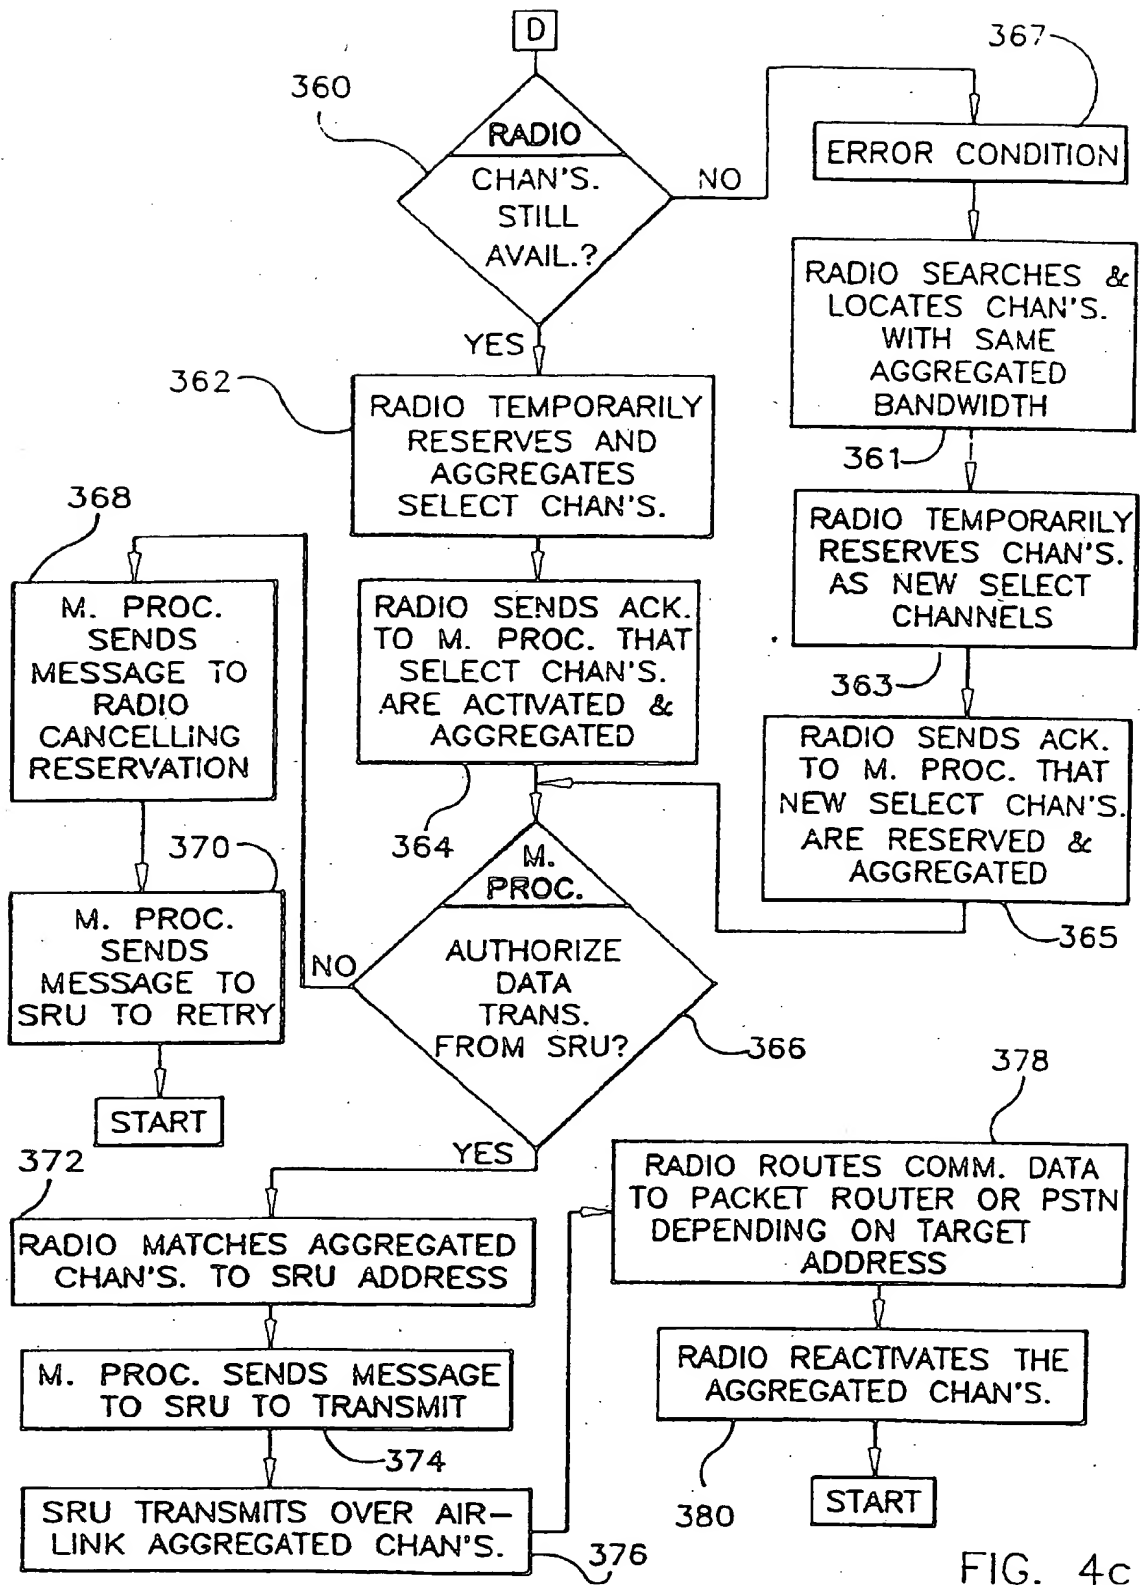 D
367
360
RADIO
CHAN'S.
STILL
AVAIL.?
NO
ERROR CONDITION
YES
RADIO SEARCHES &
LOCATES CHAN'S.
WITH SAME
AGGREGATED
BANDWIDTH
361
362
RADIO TEMPORARILY
RESERVES AND
AGGREGATES
SELECT CHAN'S.
RADIO TEMPORARILY
RESERVES CHAN'S.
AS NEW SELECT
CHANNELS
363
368
M. PROC.
SENDS
MESSAGE TO
RADIO
CANCELLING
RESERVATION
RADIO SENDS ACK.
TO M. PROC. THAT
SELECT CHAN'S.
ARE ACTIVATED &
AGGREGATED
364
RADIO SENDS ACK.
TO M. PROC. THAT
NEW SELECT CHAN'S.
ARE RESERVED &
AGGREGATED
365
370
M. PROC.
SENDS
MESSAGE TO
SRU TO RETRY
START
M.
PROC.
AUTHORIZE
DATA
TRANS.
FROM SRU?
NO
366
YES
372
RADIO MATCHES AGGREGATED
CHAN'S. TO SRU ADDRESS
M. PROC. SENDS MESSAGE
TO SRU TO TRANSMIT
374
SRU TRANSMITS OVER AIR-
LINK AGGREGATED CHAN'S.
376
378
RADIO ROUTES COMM. DATA
TO PACKET ROUTER OR PSTN
DEPENDING ON TARGET
ADDRESS
RADIO REACTIVATES THE
AGGREGATED CHAN'S.
380
START
FIG. 4c